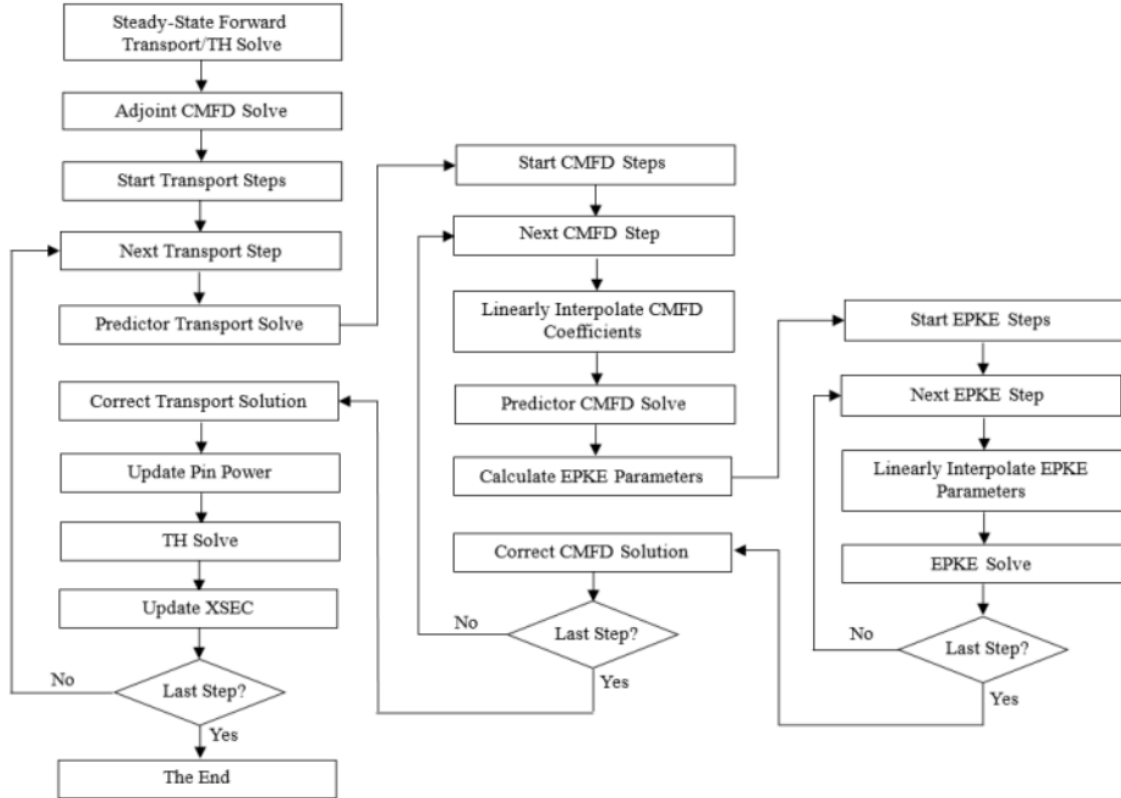 Steady-State Forward
Transport/TH Solve
Adjoint CMFD Solve
Start Transport Steps
Next Transport Step
Predictor Transport Solve
Correct Transport Solution
Update Pin Power
TH Solve
Update XSEC
No
Last Step?
Yes
The End
Start CMFD Steps
Next CMFD Step
Linearly Interpolate CMFD
Coefficients
Predictor CMFD Solve
Calculate EPKE Parameters
Correct CMFD Solution
No
Last Step?
Yes
Start EPKE Steps
Next EPKE Step
Linearly Interpolate EPKE
Parameters
EPKE Solve
No
Last Step?
Yes